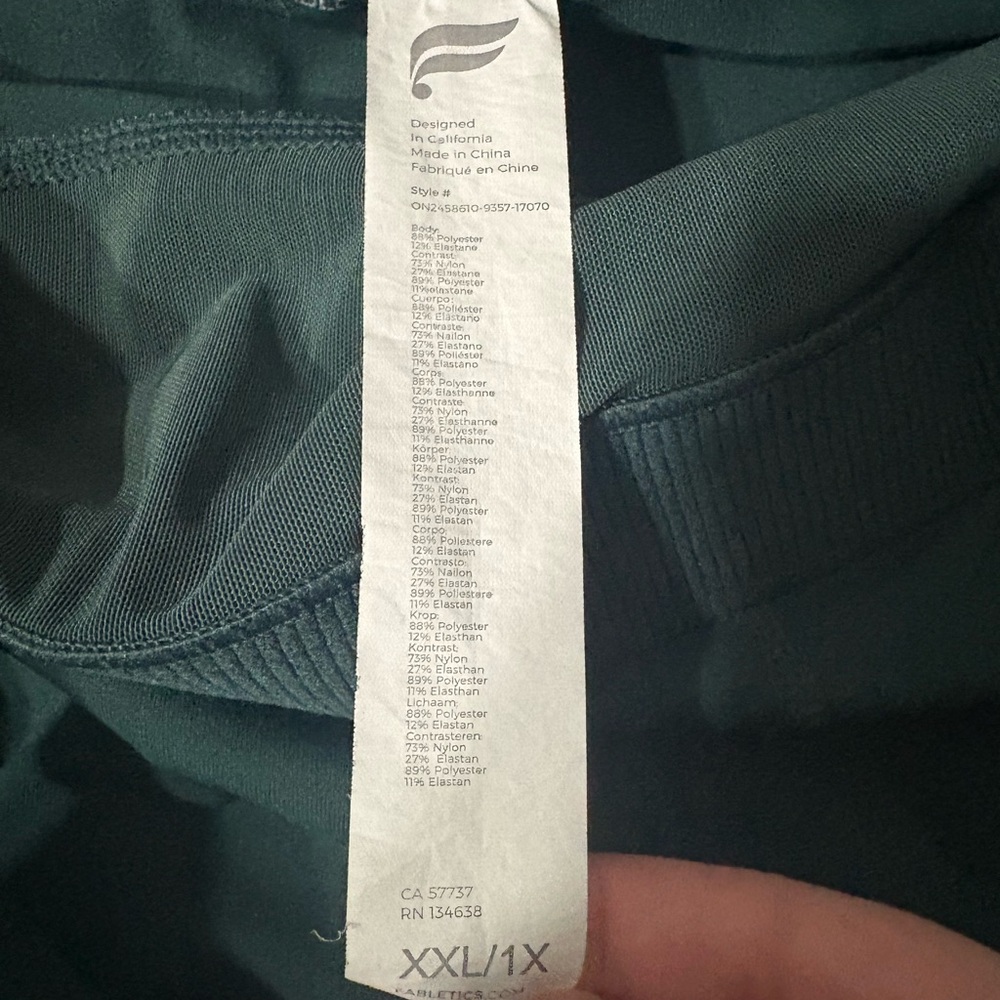 Designed
In California
Made in China
Fabriqué en Chine
Style #
ON2458610-9357-17070
Body:
88% Polyester
12% Elastane
Contrast:
73% Nylon
27% Elastane
89% Polyester
11%elastane
Cuerpo:
88% Poliéster
12% Elastano
Contraste:
73% Nailon
27% Elastano
89% Poliéster
11% Elastano
Corps:
88% Polyester
12% Elasthanne
Contraste:
73% Nylon
27% Elasthanne
89% Polyester
11% Elasthanne
Körper:
88% Polyester
12% Elastan
Kontrast:
73% Nylon
27% Elastan
89% Polyester
11% Elastan
Corpo:
88% Poliestere
12% Elastan
Contrasto:
73% Nailon
27% Elastan
89% Poliestere
11% Elastan
Krop:
88% Polyester
12% Elasthan
Kontrast:
73% Nylon
27% Elasthan
89% Polyester
11% Elasthan
Lichaam:
88% Polyester
12% Elastan
Contrasteren:
73% Nylon
27% Elastan
89% Polyester
11% Elastan
CA 57737
RN 134638
XXL/1X
FABLETICS.COM